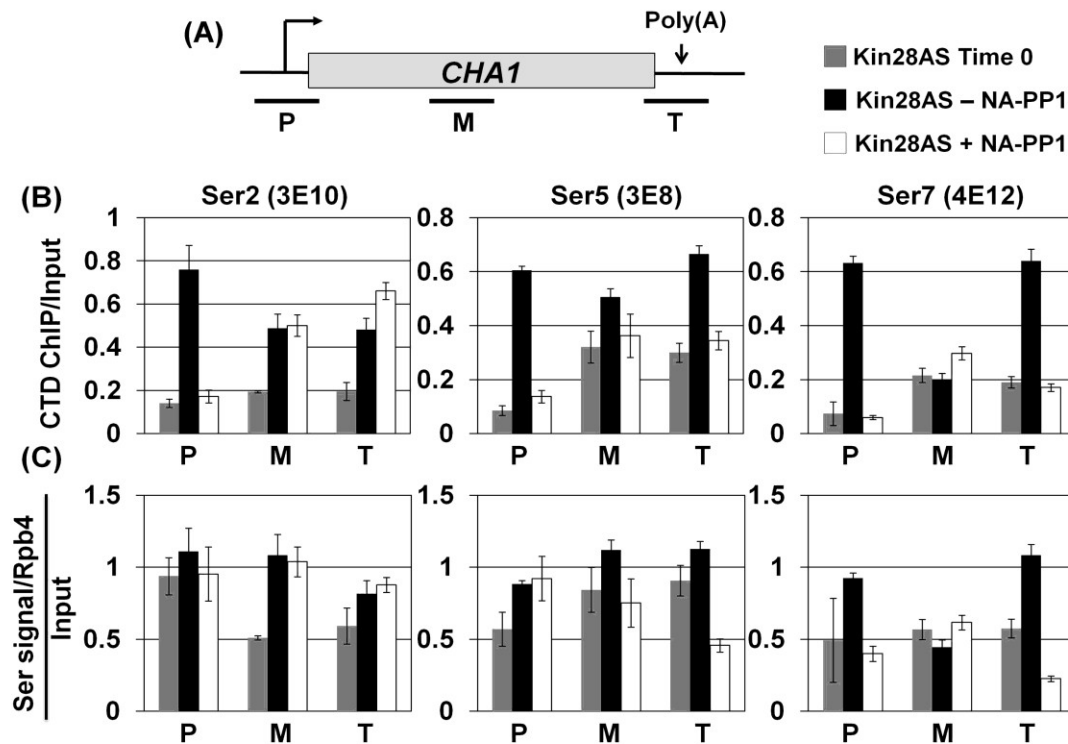 (A)
Poly(A)
CHA1
P
M
T
Kin28AS Time 0
Kin28AS – NA-PP1
Kin28AS + NA-PP1
(B)
Ser2 (3E10)
Ser5 (3E8)
Ser7 (4E12)
CTD ChIP/Input
1
0.8
0.6
0.4
0.2
0
P M T
0.8
0.6
0.4
0.2
0
P M T
0.8
0.6
0.4
0.2
0
P M T
(C)
Ser signal/Rpb4
Input
1.5
1
0.5
0
P M T
1.5
1
0.5
0
P M T
1.5
1
0.5
0
P M T